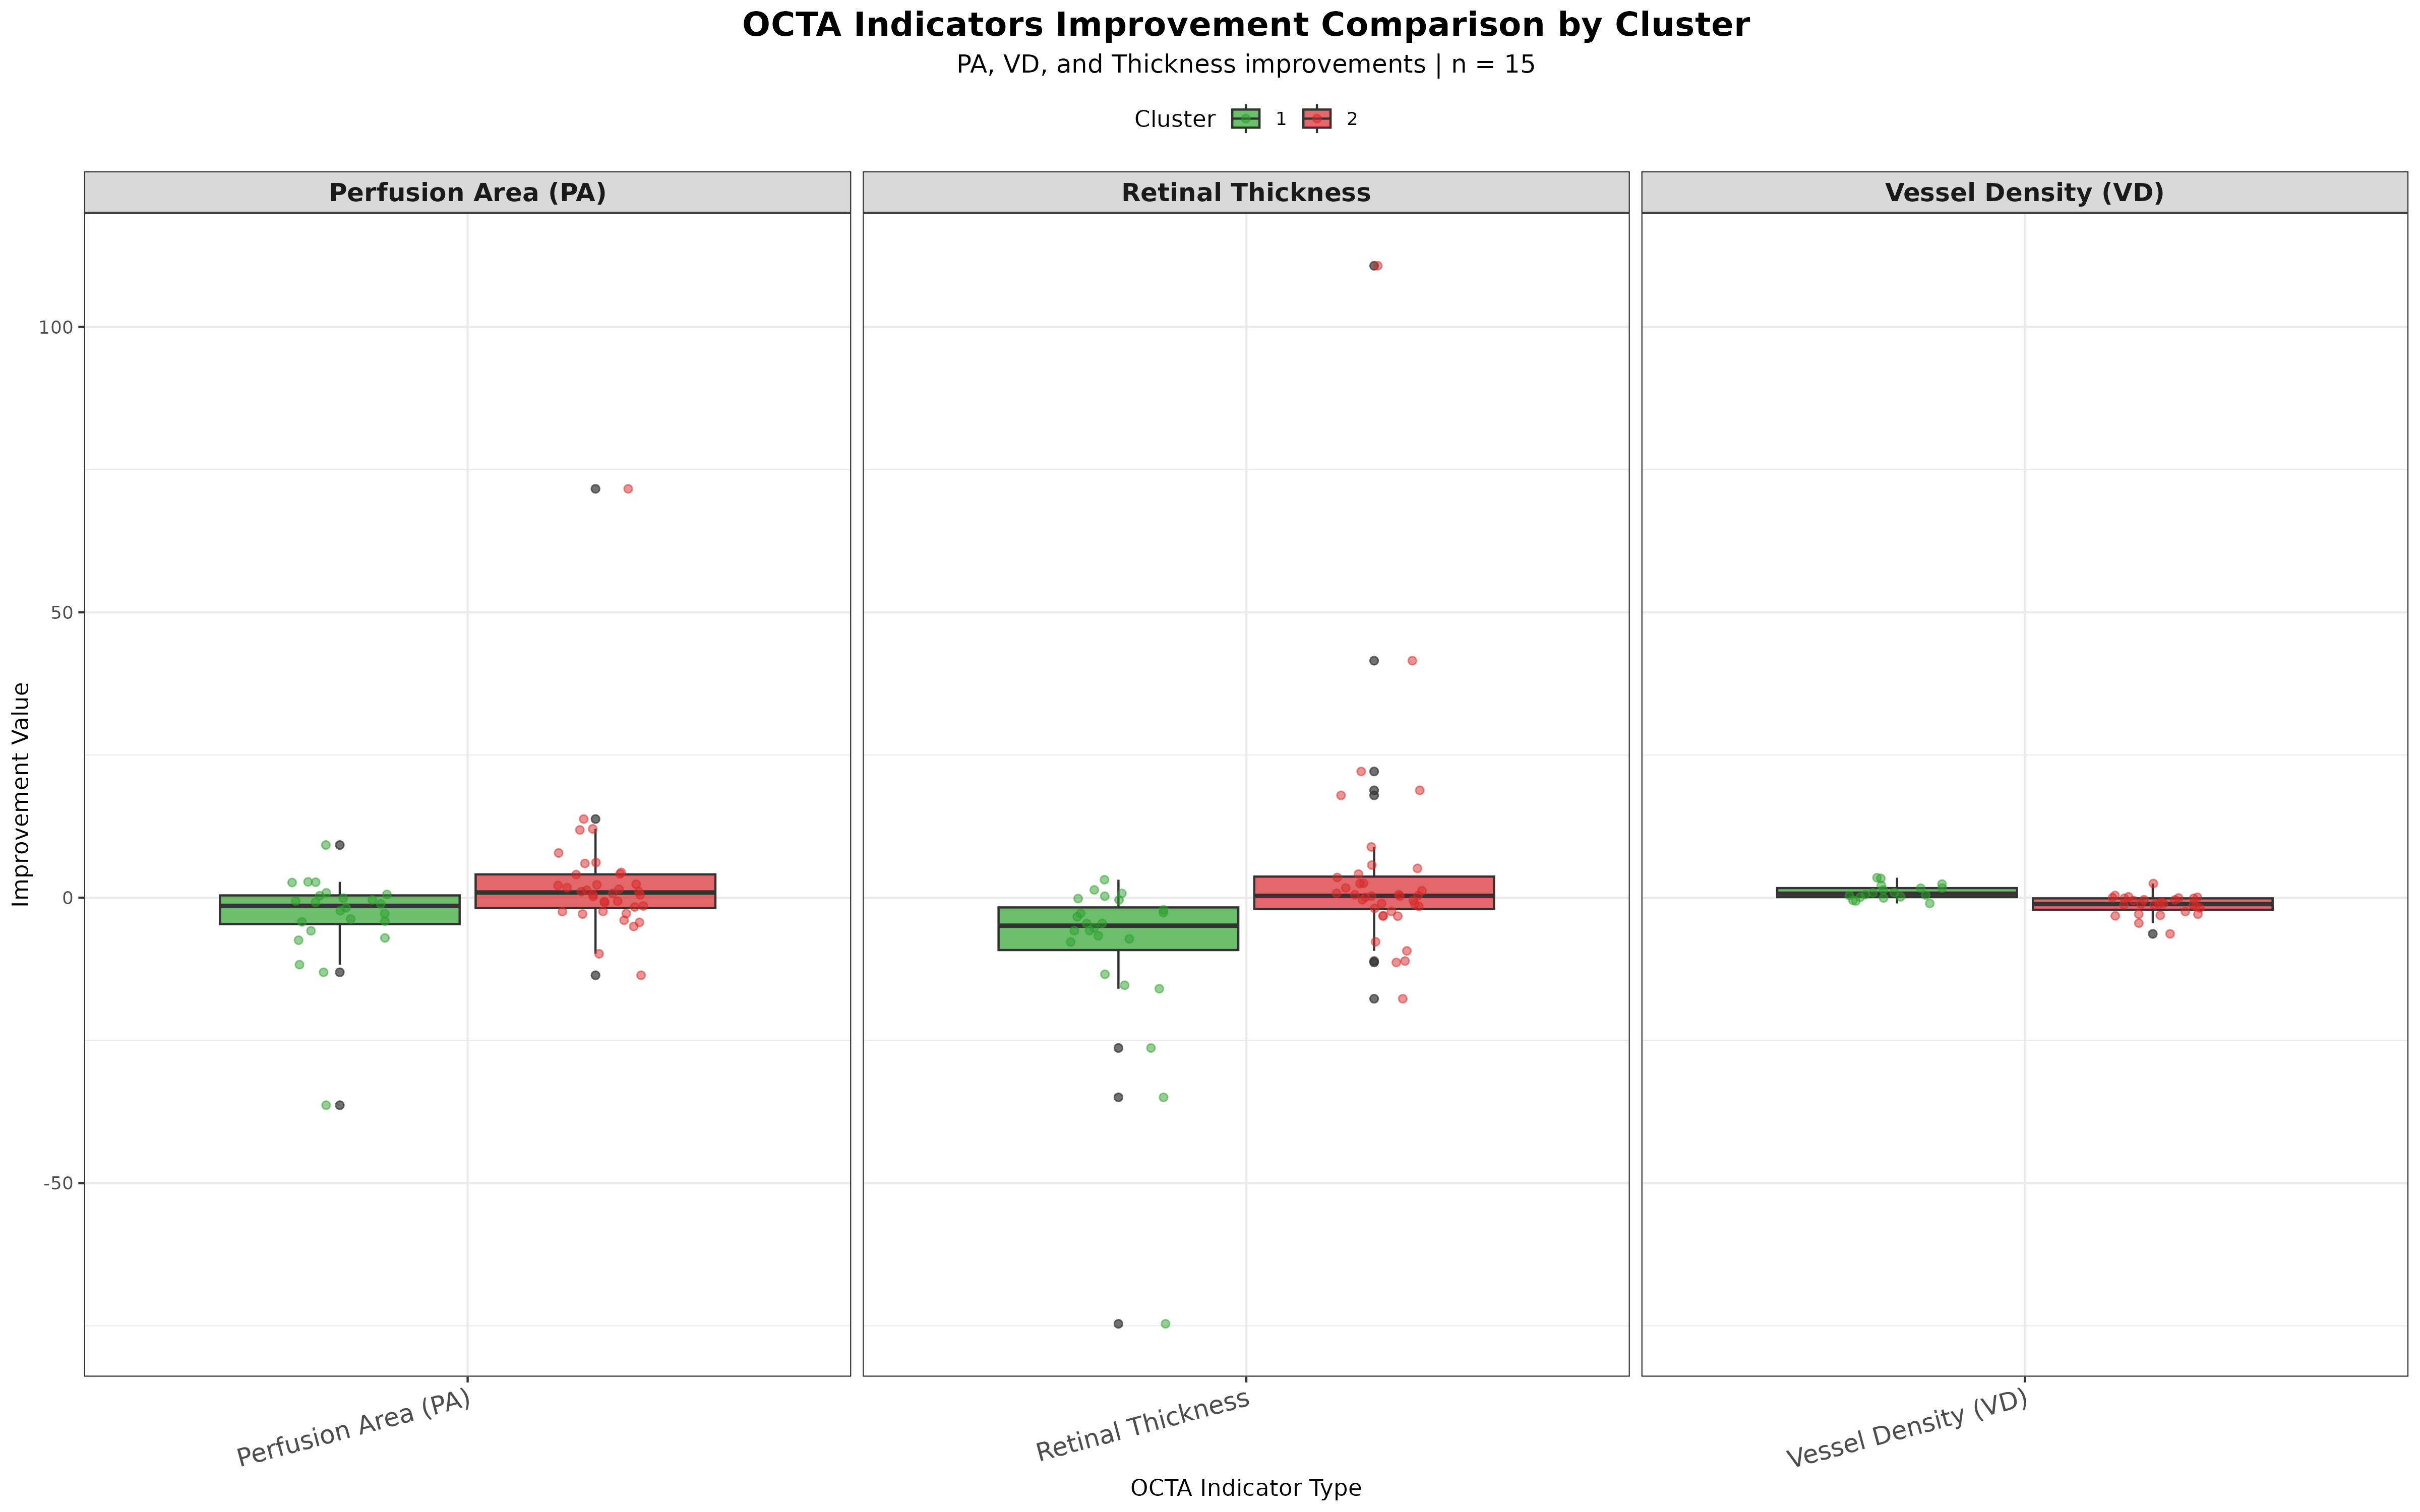 OCTA Indicators Improvement Comparison by Cluster
PA, VD, and Thickness improvements | n = 15
Cluster 1 2
Perfusion Area (PA) Retinal Thickness Vessel Density (VD)
Improvement Value
100
50
0
-50
Perfusion Area (PA) Retinal Thickness Vessel Density (VD)
OCTA Indicator Type